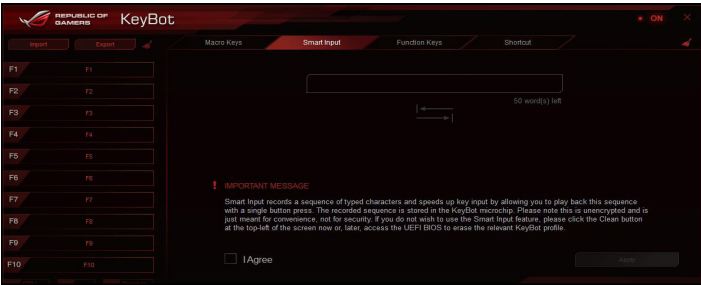 REPUBLIC OF GAMERS KeyBot
ON
Import Export
Macro Keys Smart Input Function Keys Shortcut
F1 F1
F2 F2
F3 F3
F4 F4
F5 F5
F6 F6
F7 F7
F8 F8
F9 F9
F10 F10
50 word(s) left
! IMPORTANT MESSAGE
Smart Input records a sequence of typed characters and speeds up key input by allowing you to play back this sequence
with a single button press. The recorded sequence is stored in the KeyBot microchip. Please note this is unencrypted and is
just meant for convenience, not for security. If you do not wish to use the Smart Input feature, please click the Clean button
at the top-left of the screen now or, later, access the UEFI BIOS to erase the relevant KeyBot profile.
I Agree
Apply